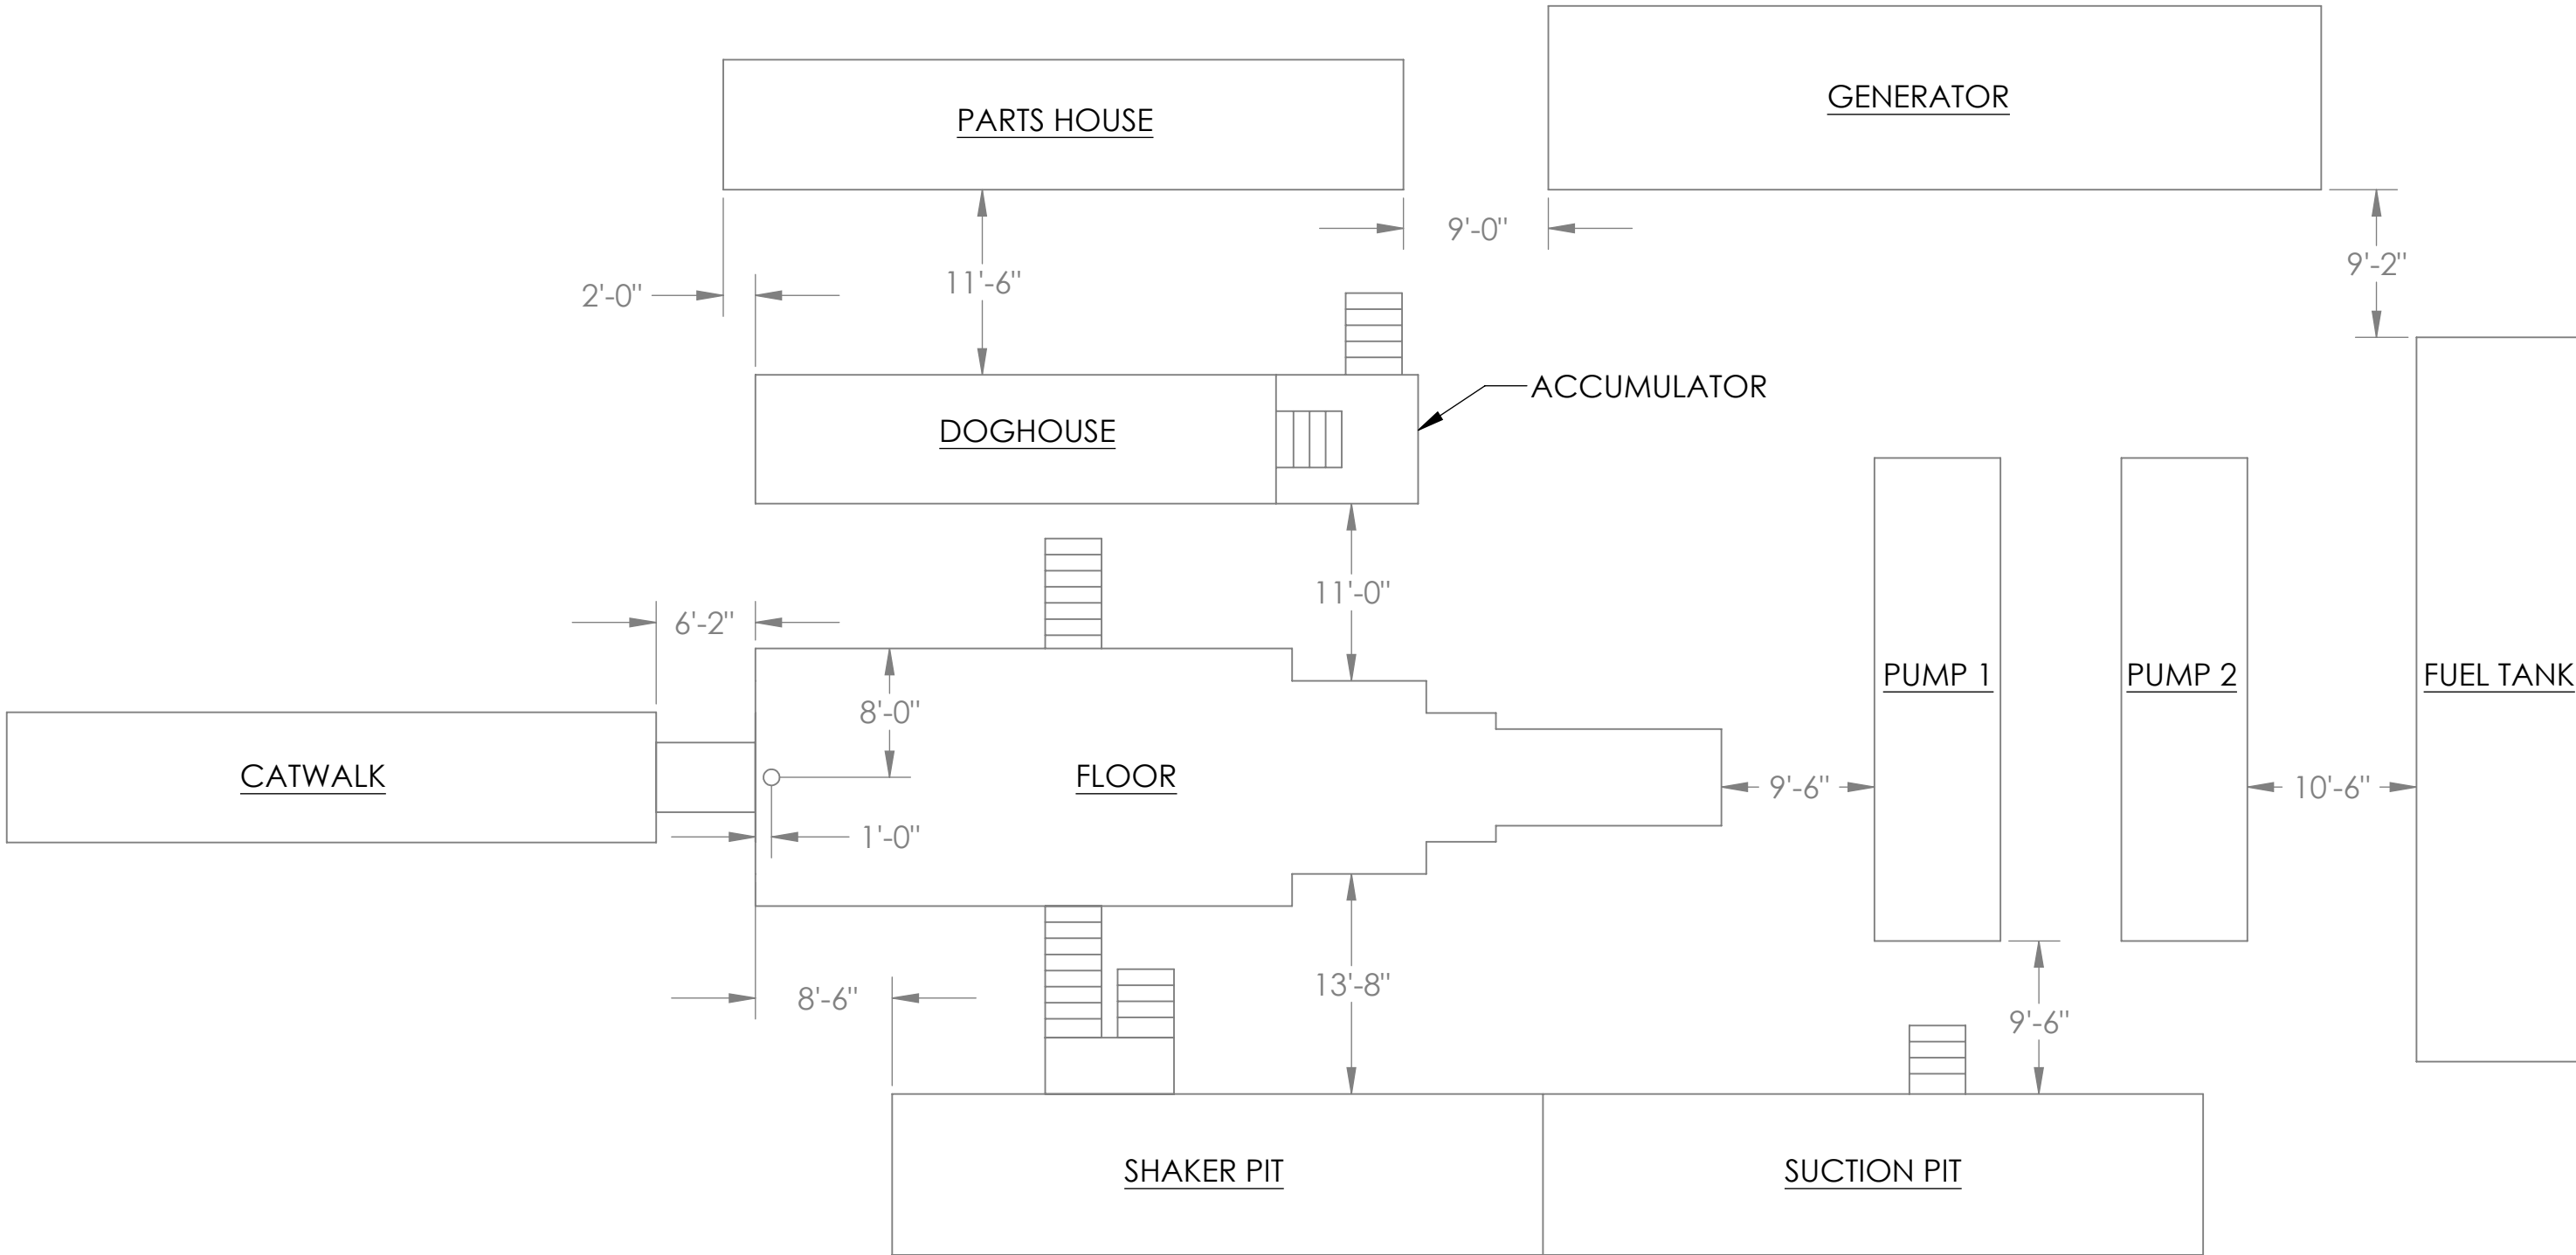 PARTS HOUSE
GENERATOR
9'-0"
9'-2"
2'-0"
11'-6"
ACCUMULATOR
DOGHOUSE
11'-0"
6'-2"
8'-0"
PUMP 1
PUMP 2
FUEL TANK
CATWALK
FLOOR
9'-6"
10'-6"
1'-0"
8'-6"
13'-8"
9'-6"
SHAKER PIT
SUCTION PIT